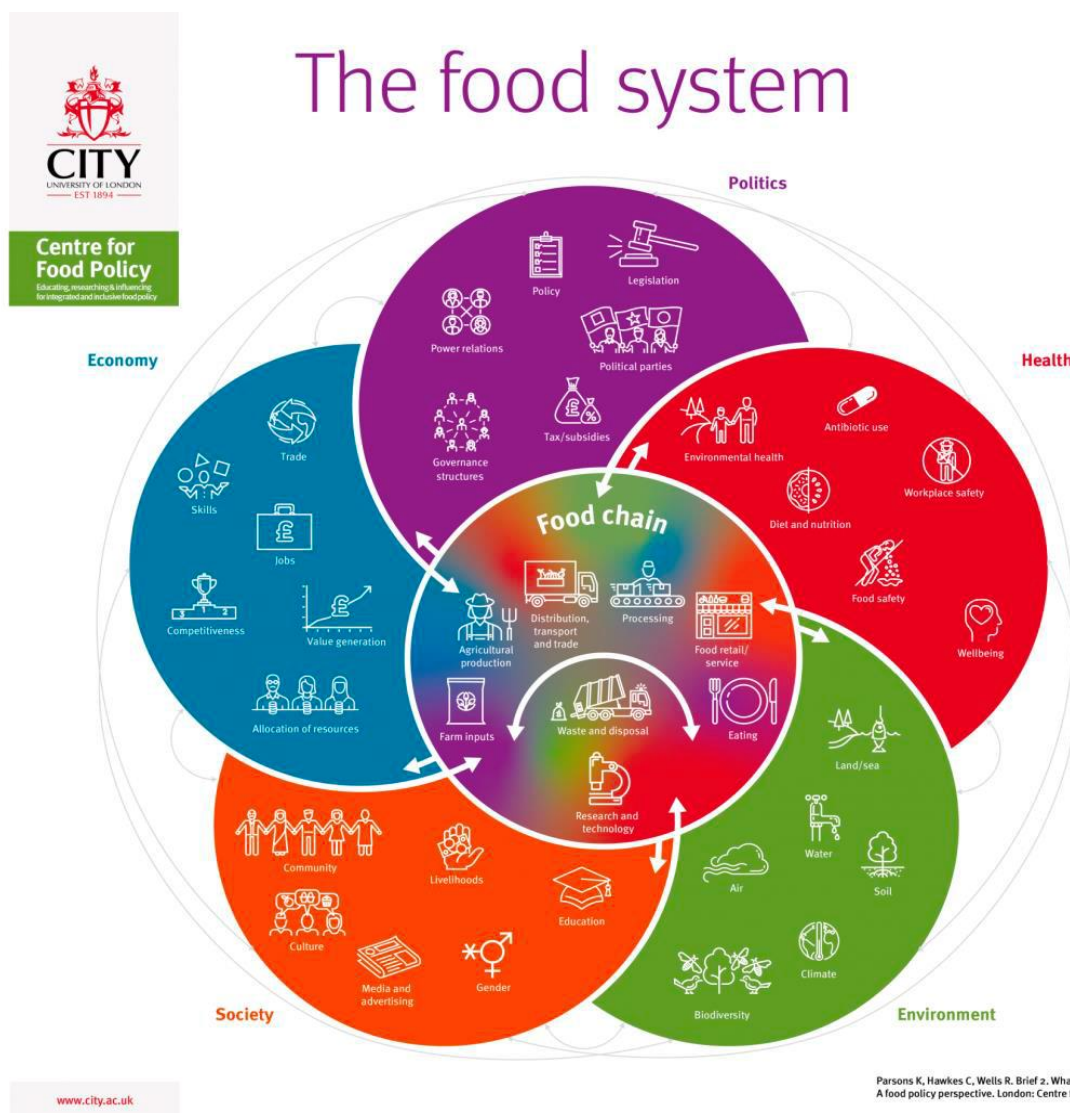 The food system
CITY
UNIVERSITY OF LONDON
EST 1894
Centre for
Food Policy
Educating, researching & influencing
for integrated and inclusive food policy
Politics
Policy
Legislation
Power relations
Political parties
Governance
structures
Tax/subsidies
Economy
Trade
Skills
Jobs
Competitiveness
Value generation
Allocation of resources
Health
Environmental health
Antibiotic use
Workplace safety
Diet and nutrition
Food safety
Wellbeing
Food chain
Agricultural
production
Distribution,
transport
and trade
Processing
Food retail/
service
Farm inputs
Waste and disposal
Eating
Research and
technology
Society
Community
Livelihoods
Education
Culture
Media and
advertising
Gender
Environment
Land/sea
Water
Soil
Air
Climate
Biodiversity
www.city.ac.uk
Parsons K, Hawkes C, Wells R. Brief 2. Wha
A food policy perspective. London: Centre